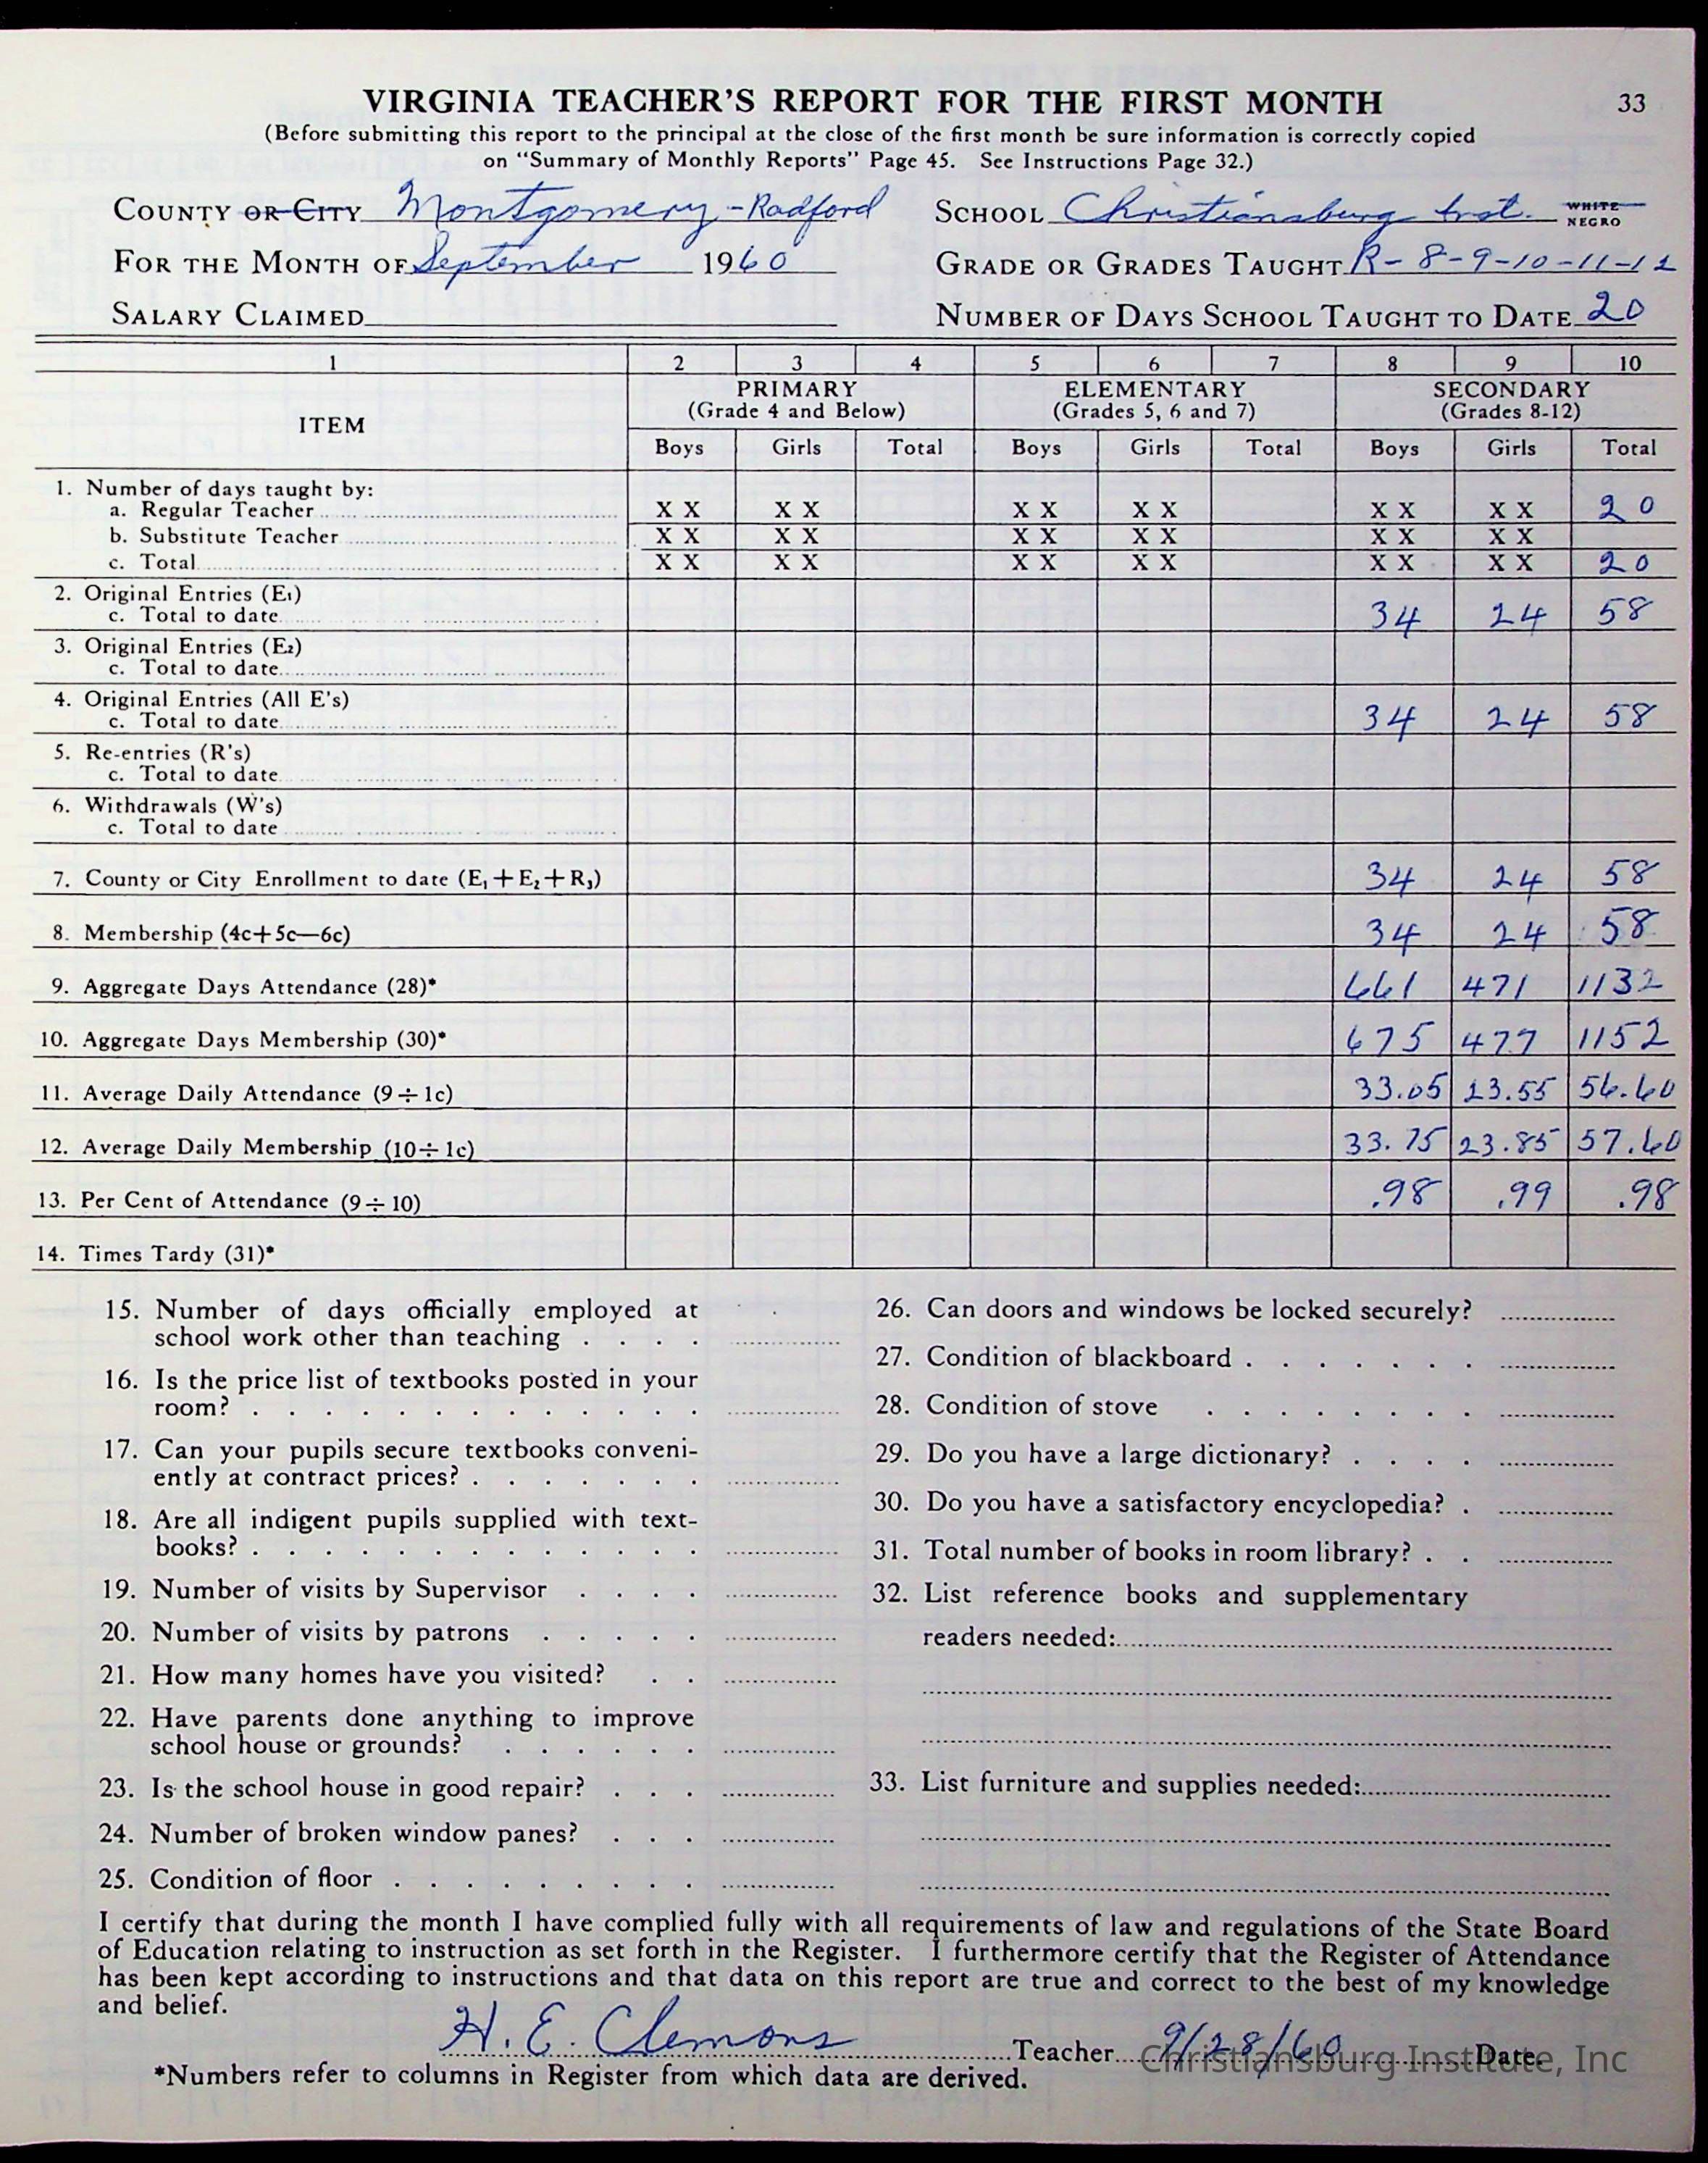 VIRGINIA TEACHER'S REPORT FOR THE FIRST MONTH 33
(Before submitting this report to the principal at the close of the first month be sure information is correctly copied
on "Summary of Monthly Reports" Page 45. See Instructions Page 32.)
COUNTY OR CITY Montgomery - Radford SCHOOL Christiansburg Inst. WHITE NEGRO
FOR THE MONTH OF September 1960 GRADE OR GRADES TAUGHT R-8-9-10-11-12
SALARY CLAIMED NUMBER OF DAYS SCHOOL TAUGHT TO DATE 20
1 2 3 4 5 6 7 8 9 10
ITEM PRIMARY ELEMENTARY SECONDARY
(Grade 4 and Below) (Grades 5, 6 and 7) (Grades 8-12)
Boys Girls Total Boys Girls Total Boys Girls Total
1. Number of days taught by:
a. Regular Teacher X X X X X X X X X X X X 20
b. Substitute Teacher X X X X X X X X X X X X
c. Total X X X X X X X X X X X X 20
2. Original Entries (E1)
c. Total to date 34 24 58
3. Original Entries (E2)
c. Total to date
4. Original Entries (All E's)
c. Total to date 34 24 58
5. Re-entries (R's)
c. Total to date
6. Withdrawals (W's)
c. Total to date
7. County or City Enrollment to date (E1+E2+R3) 34 24 58
8. Membership (4c+5c—6c) 34 24 58
9. Aggregate Days Attendance (28)* 661 471 1132
10. Aggregate Days Membership (30)* 675 477 1152
11. Average Daily Attendance (9÷1c) 33.05 23.55 56.60
12. Average Daily Membership (10÷1c) 33.75 23.85 57.60
13. Per Cent of Attendance (9÷10) .98 .99 .98
14. Times Tardy (31)*
15. Number of days officially employed at
school work other than teaching
16. Is the price list of textbooks posted in your
room?
17. Can your pupils secure textbooks conveni-
ently at contract prices?
18. Are all indigent pupils supplied with text-
books?
19. Number of visits by Supervisor
20. Number of visits by patrons
21. How many homes have you visited?
22. Have parents done anything to improve
school house or grounds?
23. Is the school house in good repair?
24. Number of broken window panes?
25. Condition of floor
26. Can doors and windows be locked securely?
27. Condition of blackboard
28. Condition of stove
29. Do you have a large dictionary?
30. Do you have a satisfactory encyclopedia?
31. Total number of books in room library?
32. List reference books and supplementary
readers needed:
33. List furniture and supplies needed:
I certify that during the month I have complied fully with all requirements of law and regulations of the State Board
of Education relating to instruction as set forth in the Register. I furthermore certify that the Register of Attendance
has been kept according to instructions and that data on this report are true and correct to the best of my knowledge
and belief.
H. E. Clemons Teacher 9/28/60 Date
*Numbers refer to columns in Register from which data are derived.
Christiansburg Institute, Inc